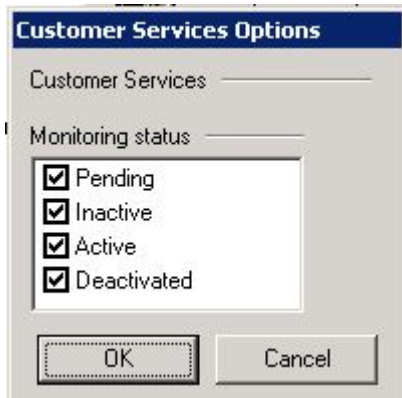 Customer Services Options
Customer Services
Monitoring status
Pending
Inactive
Active
Deactivated
OK Cancel